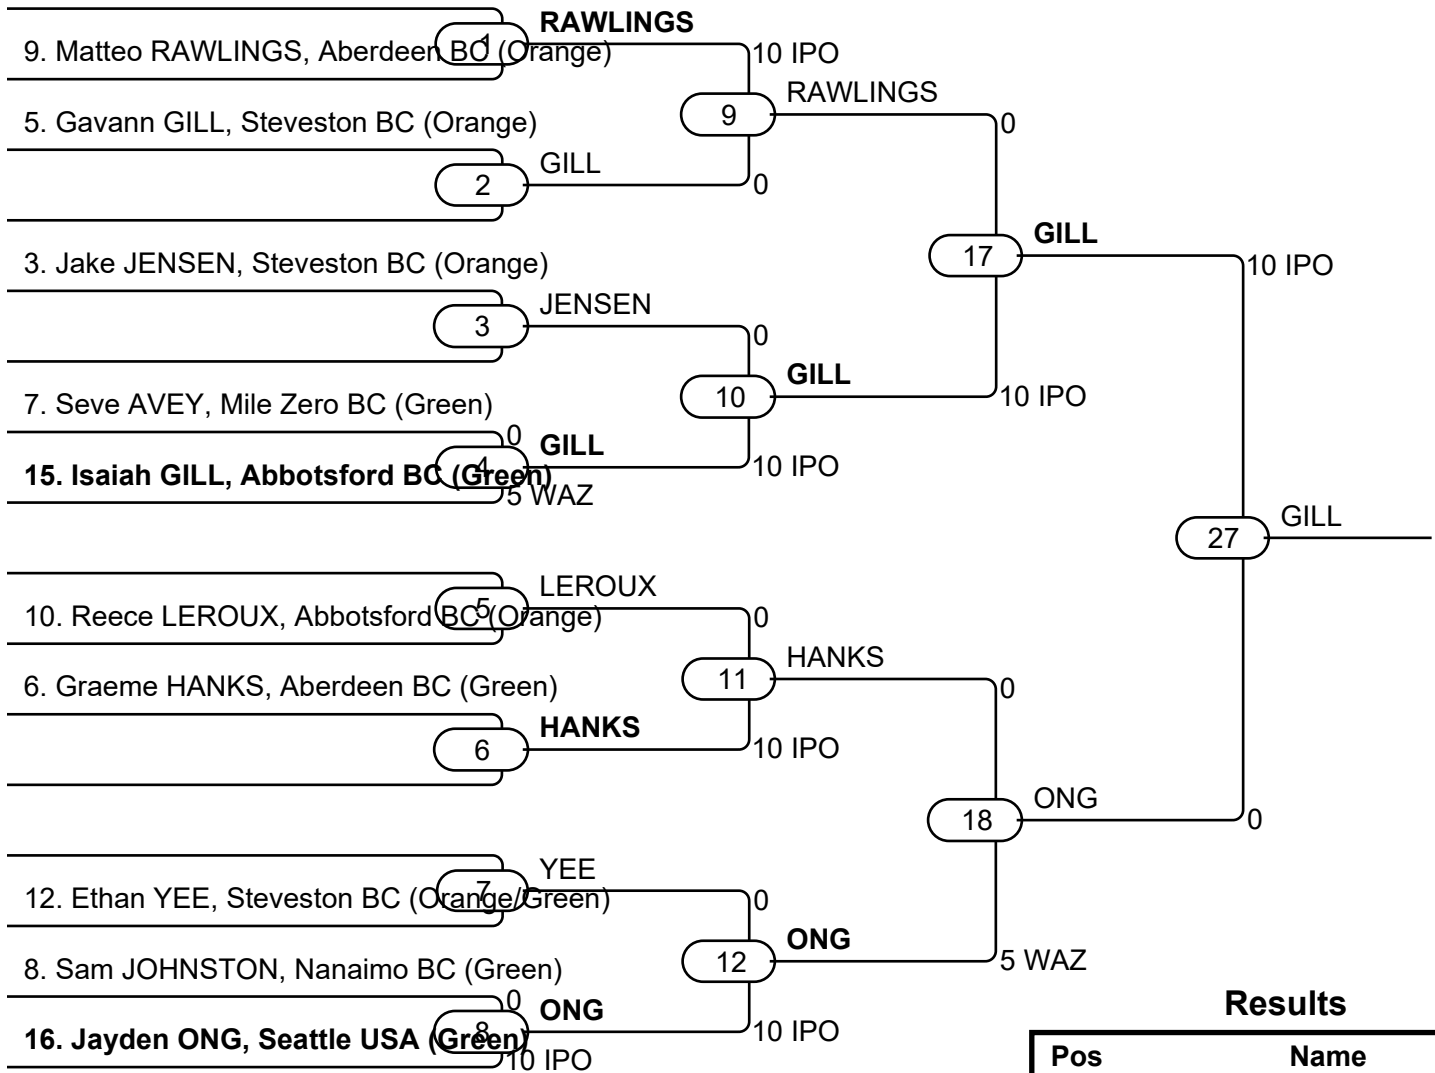 RAWLINGS
1
9. Matteo RAWLINGS, Aberdeen BC (Orange)
10 IPO
RAWLINGS
9
5. Gavann GILL, Steveston BC (Orange)
0
GILL
2
0
GILL
17
10 IPO
3. Jake JENSEN, Steveston BC (Orange)
JENSEN
3
0
GILL
10
10 IPO
7. Seve AVEY, Mile Zero BC (Green)
0
GILL
4
10 IPO
15. Isaiah GILL, Abbotsford BC (Green)
5 WAZ
GILL
27
LEROUX
5
10. Reece LEROUX, Abbotsford BC (Orange)
0
HANKS
11
6. Graeme HANKS, Aberdeen BC (Green)
0
HANKS
6
10 IPO
ONG
18
0
YEE
7
12. Ethan YEE, Steveston BC (Orange/Green)
0
ONG
12
5 WAZ
8. Sam JOHNSTON, Nanaimo BC (Green)
0
ONG
8
10 IPO
16. Jayden ONG, Seattle USA (Green)
10 IPO
Results
Pos Name